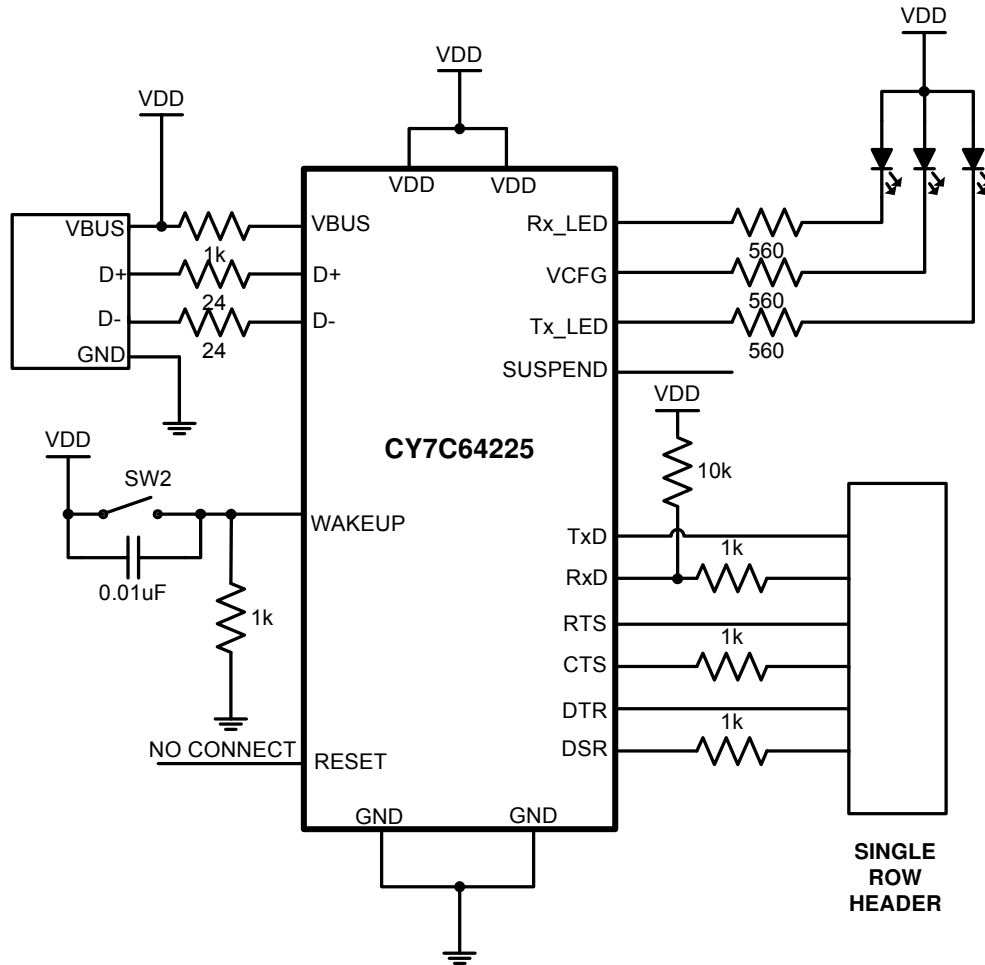 VDD
VDD
VDD
VDD
VDD
VBUS
1k
VBUS
D+
24
D+
D-
24
D-
GND
Rx_LED
560
VCFG
560
Tx_LED
560
SUSPEND
VDD
10k
CY7C64225
VDD
SW2
0.01uF
WAKEUP
1k
NO CONNECT
RESET
TxD
1k
RxD
RTS
1k
CTS
DTR
1k
DSR
GND
GND
SINGLE
ROW
HEADER